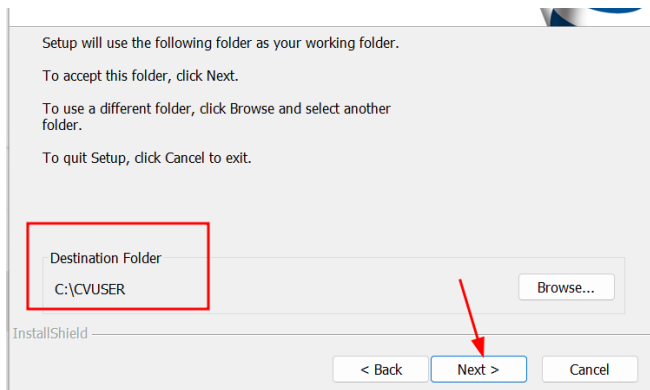 Setup will use the following folder as your working folder.
To accept this folder, click Next.
To use a different folder, click Browse and select another
folder.
To quit Setup, click Cancel to exit.
Destination Folder
C:\CVUSER
Browse...
InstallShield
< Back
Next >
Cancel